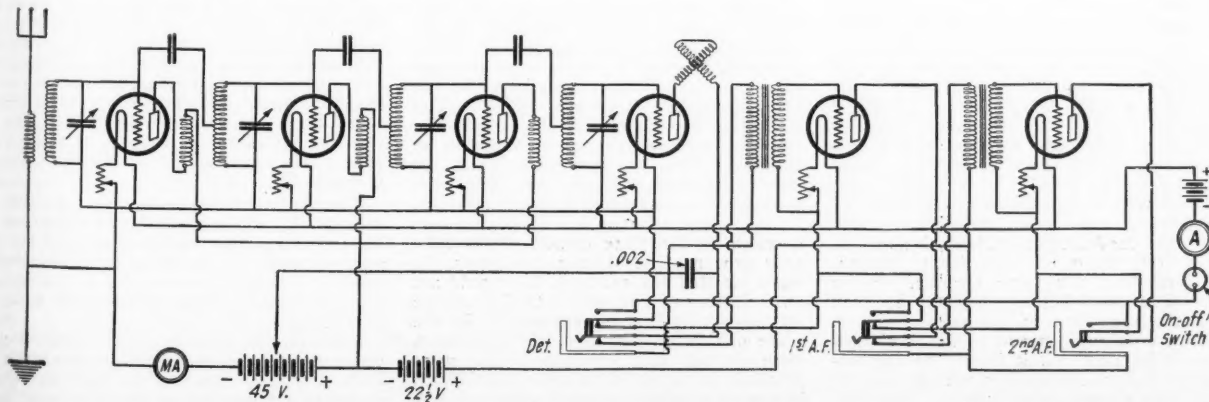 .002
Det.
1st A.F.
2nd A.F.
+
-
A
On-off
switch
MA
- 45 V. +
- 22½ V +